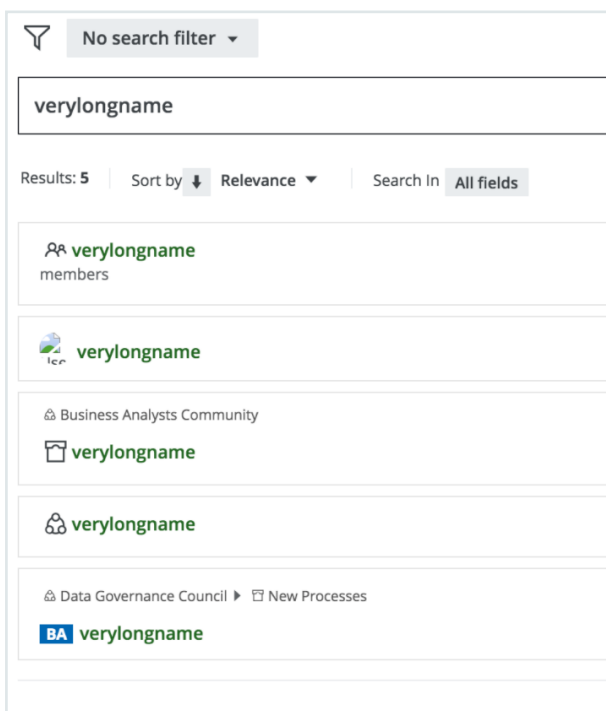 No search filter
verylongname
Results: 5 Sort by Relevance Search In All fields
verylongname
members
verylongname
Business Analysts Community
verylongname
verylongname
Data Governance Council New Processes
BA verylongname